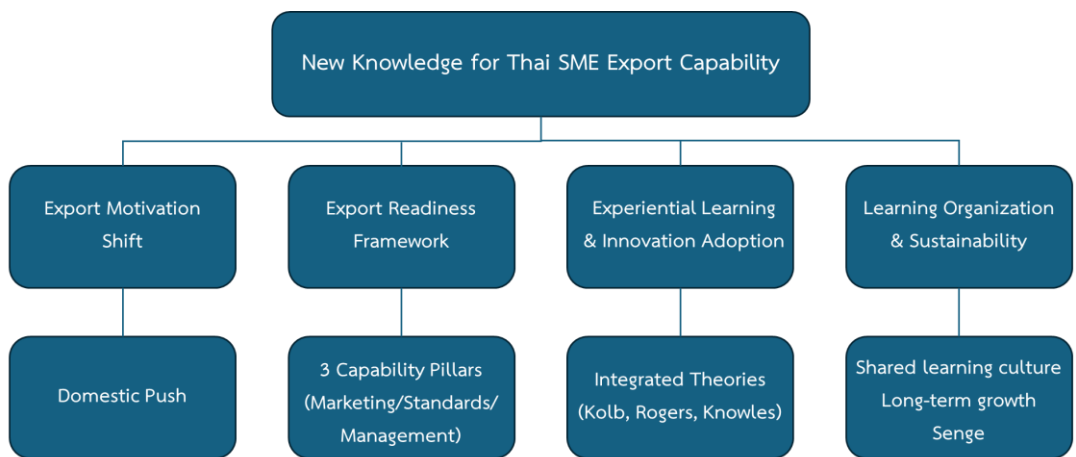 New Knowledge for Thai SME Export Capability
Export Motivation
Shift
Export Readiness
Framework
Experiential Learning
& Innovation Adoption
Learning Organization
& Sustainability
Domestic Push
3 Capability Pillars
(Marketing/Standards/
Management)
Integrated Theories
(Kolb, Rogers, Knowles)
Shared learning culture
Long-term growth
Senge